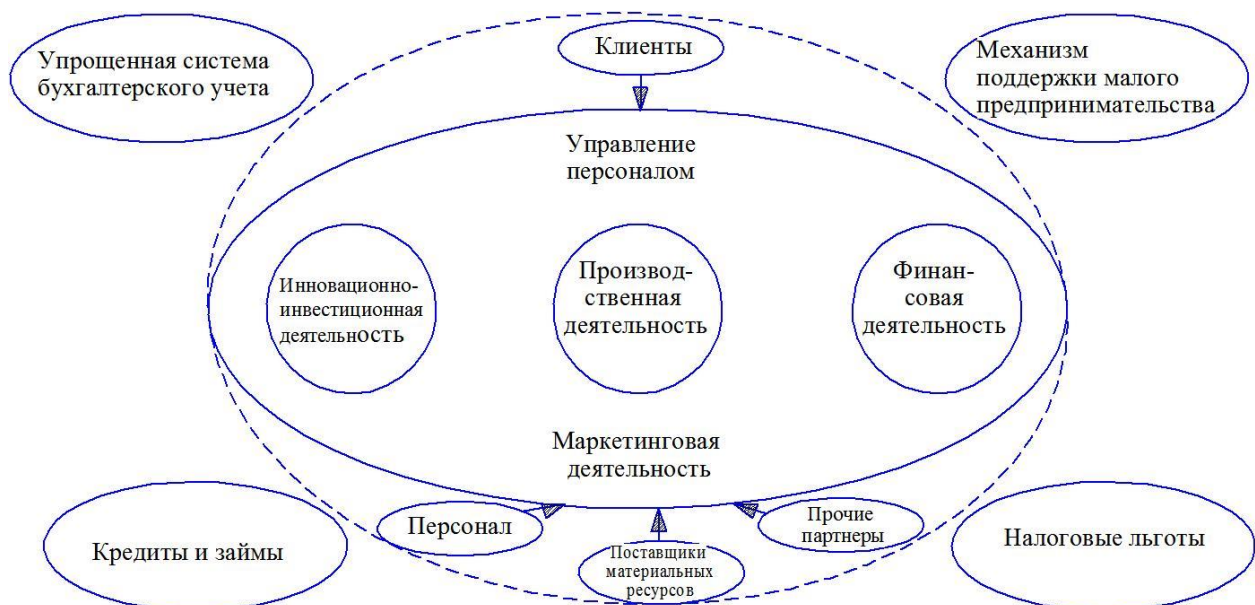 Клиенты
Упрощенная система
бухгалтерского учета
Механизм
поддержки малого
предпринимательства
Управление
персоналом
Инновационно-
инвестиционная
деятельность
Производ-
ственная
деятельность
Финан-
совая
деятельность
Маркетинговая
деятельность
Персонал
Прочие
партнеры
Кредиты и займы
Поставщики
материальных
ресурсов
Налоговые льготы